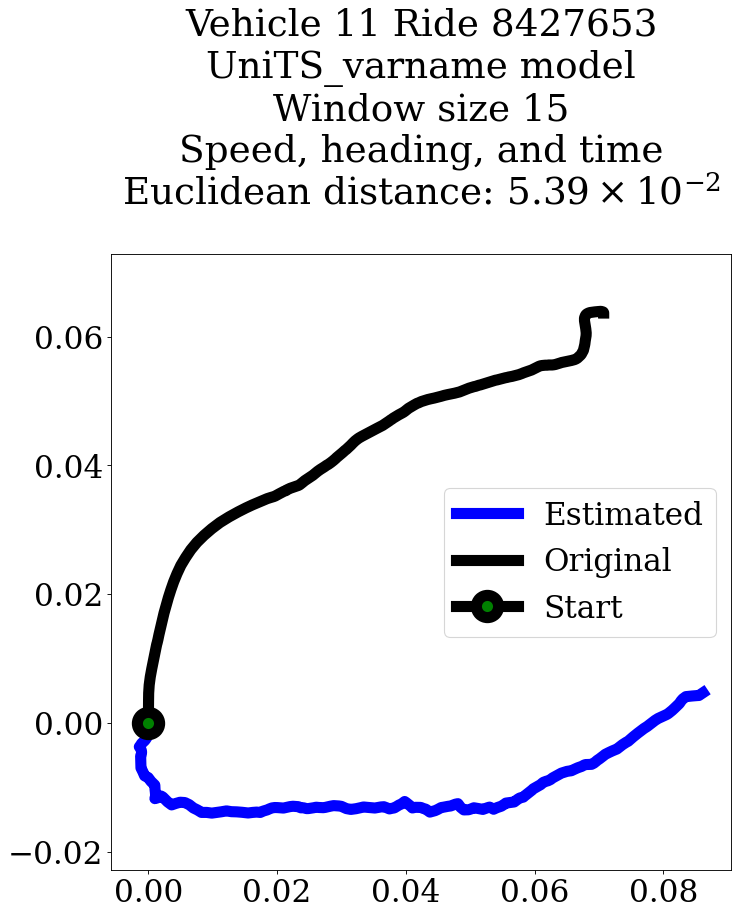 Vehicle 11 Ride 8427653
UniTS_varname model
Window size 15
Speed, heading, and time
Euclidean distance: 5.39 × 10⁻²
0.06
0.04
0.02
0.00
−0.02
Estimated
Original
Start
0.00 0.02 0.04 0.06 0.08